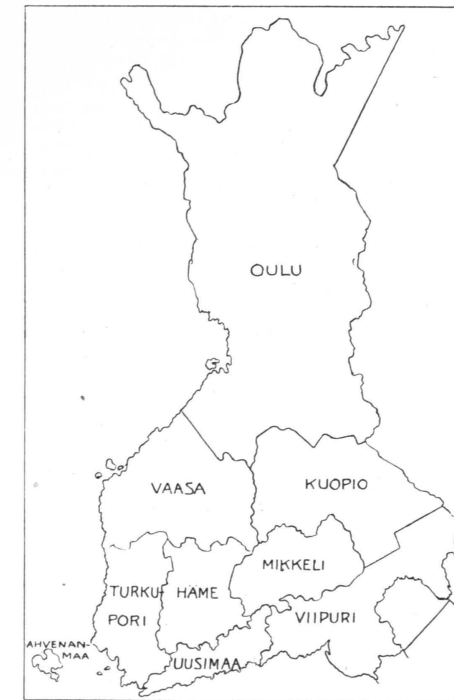 OULU
VAASA
KUOPIO
MIKKELI
TURKU-
PORI
HÄME
VIIPURI
AHVENAN-
MAA
UUSIMAA